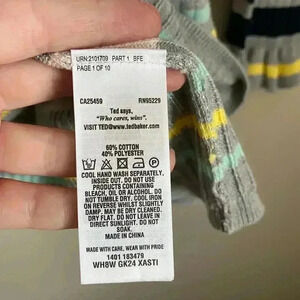 URN:2101709 PART 1 BFE
PAGE 1 OF 10
CA25459 RN95229
Ted says,
"Who cares, wins".
VISIT TEDBAKER.COM
60% COTTON
40% POLYESTER
COOL HAND WASH SEPARATELY.
INSIDE OUT. DO NOT USE
PRODUCTS CONTAINING
BLEACH, OIL OR ALCOHOL. DO
NOT TUMBLE DRY. COOL IRON
ON REVERSE WHILST SLIGHTLY
DAMP. MAY BE DRY CLEANED.
DRY FLAT. DO NOT LEAVE IN
DIRECT SUNLIGHT. DO NOT
SOAK.
MADE IN CHINA
MADE WITH CARE, WEAR WITH PRIDE
1401 183479
WH8W GK24 XASTI